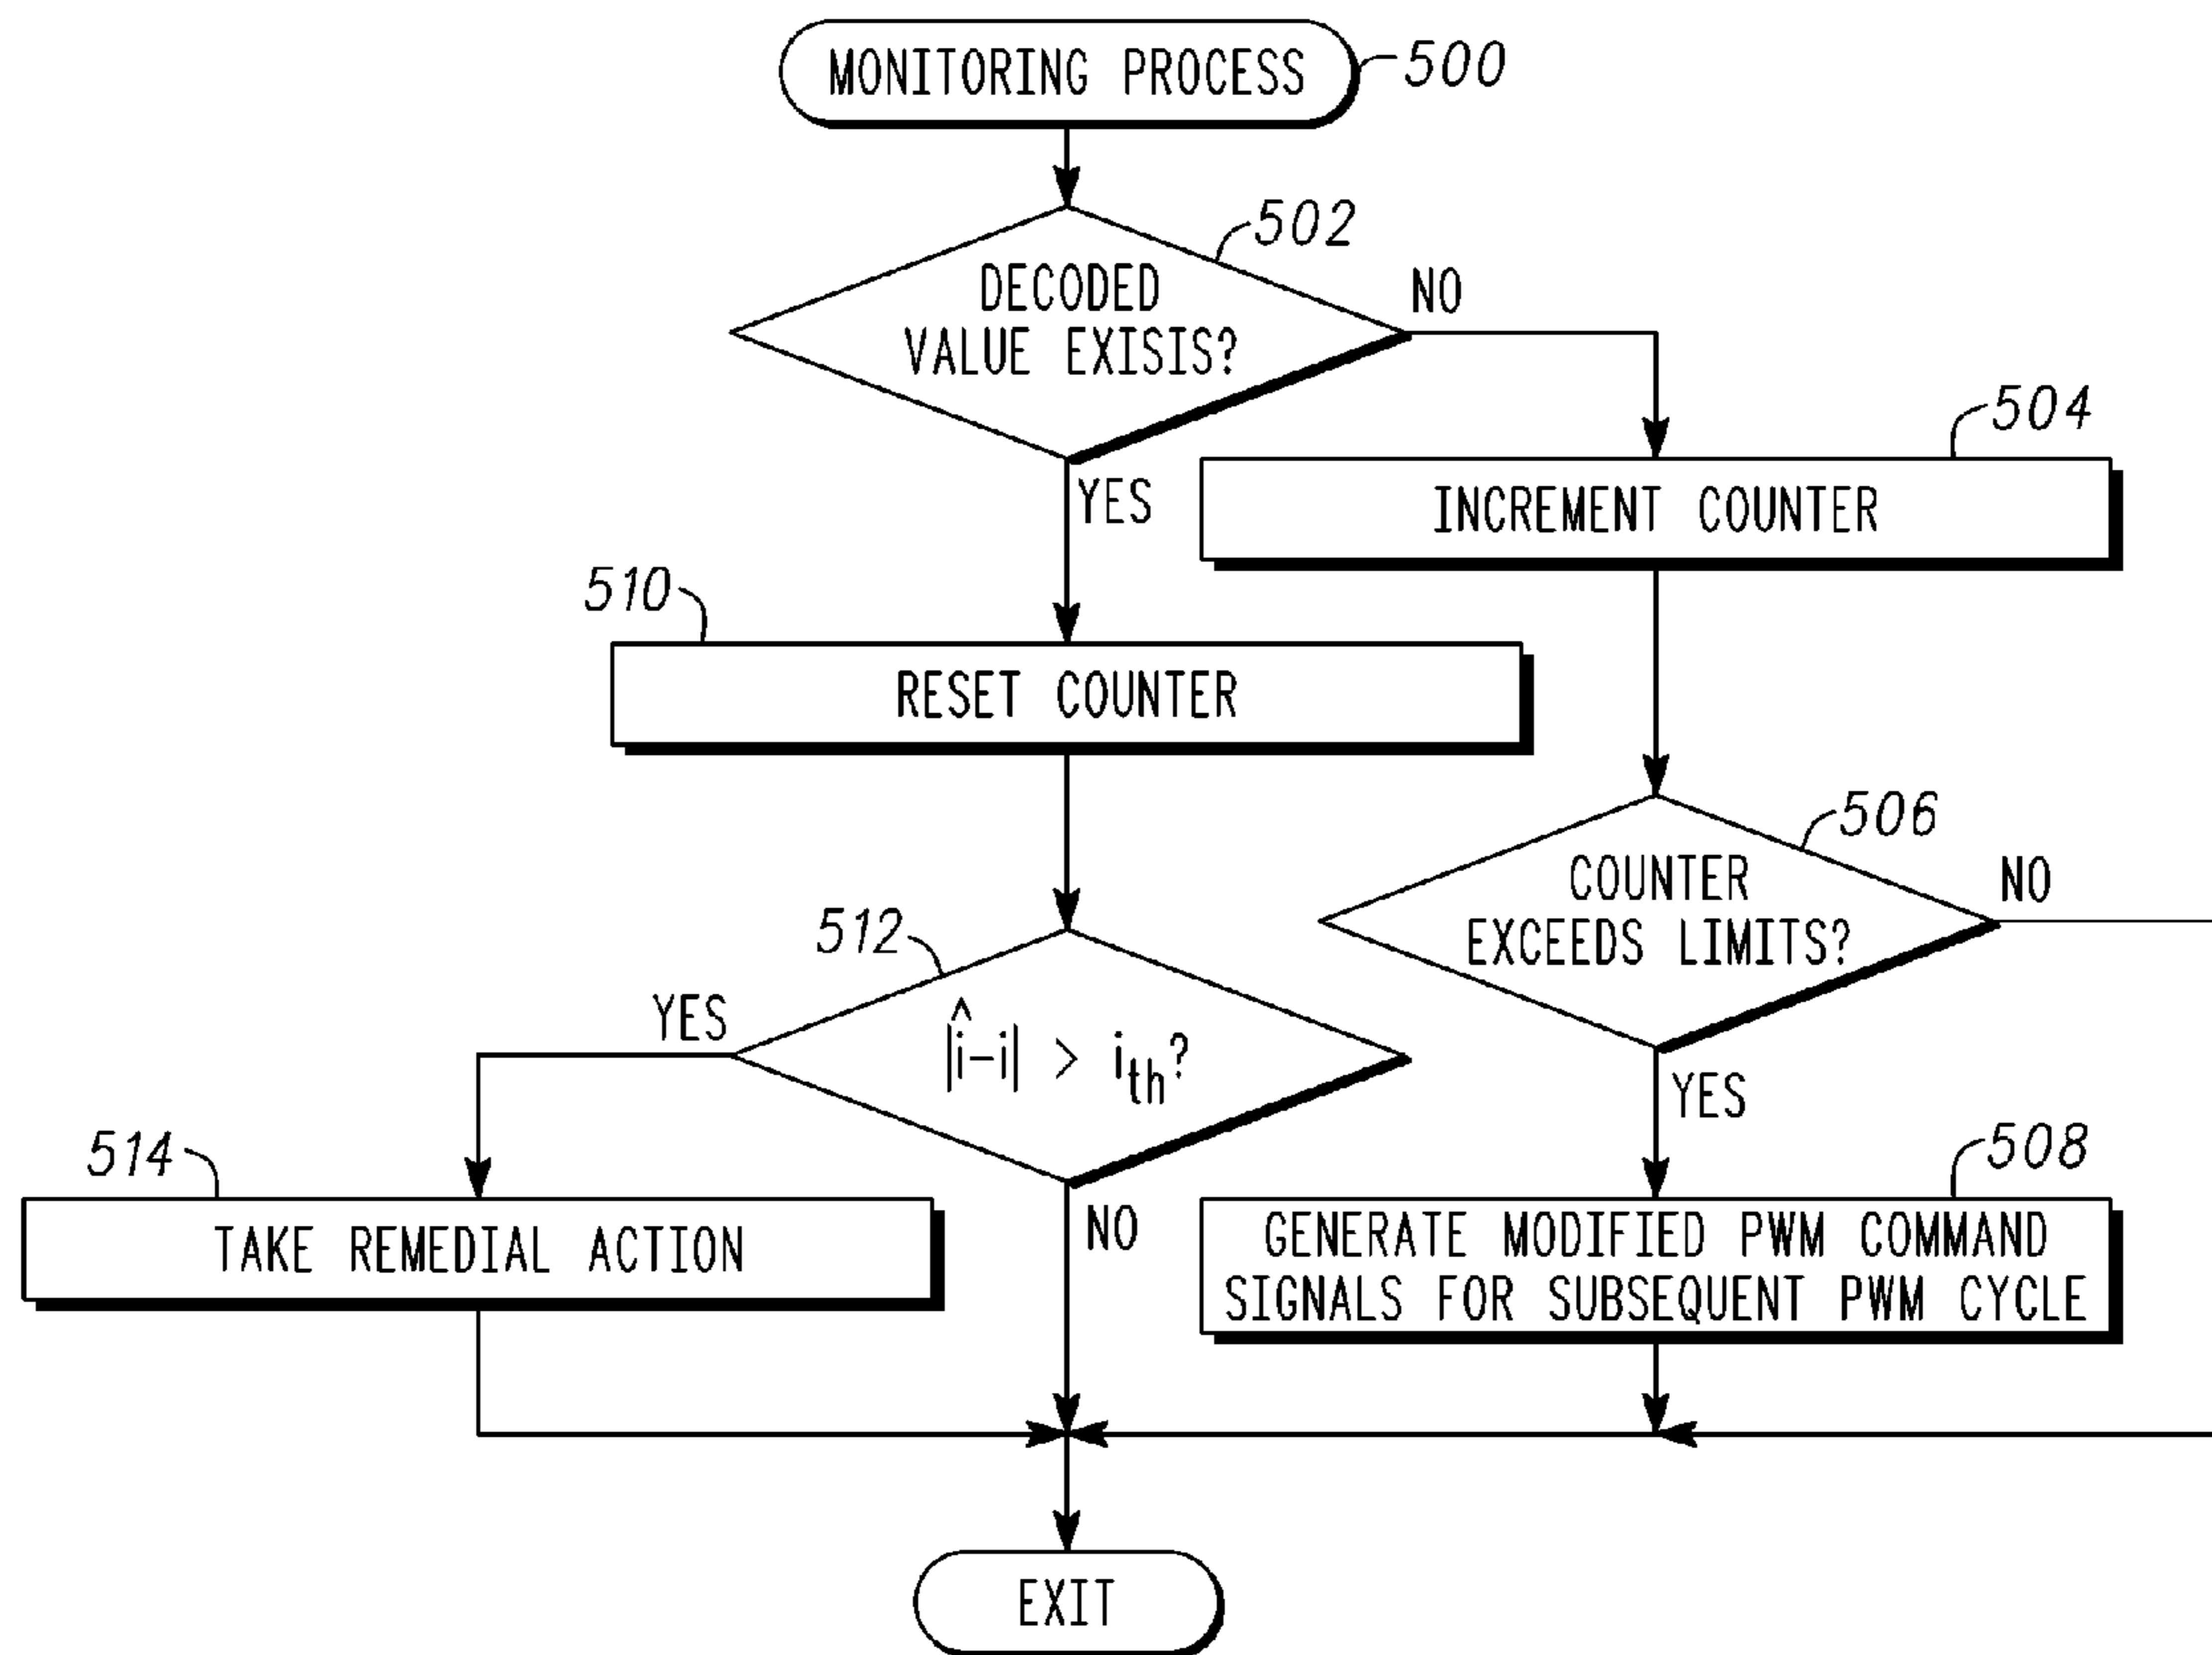 MONITORING PROCESS
500
502
DECODED
VALUE EXISIS?
NO
504
YES
INCREMENT COUNTER
510
RESET COUNTER
506
COUNTER
EXCEEDS LIMITS?
NO
512
YES
|î-i| > i_th?
YES
514
508
TAKE REMEDIAL ACTION
NO
GENERATE MODIFIED PWM COMMAND
SIGNALS FOR SUBSEQUENT PWM CYCLE
EXIT